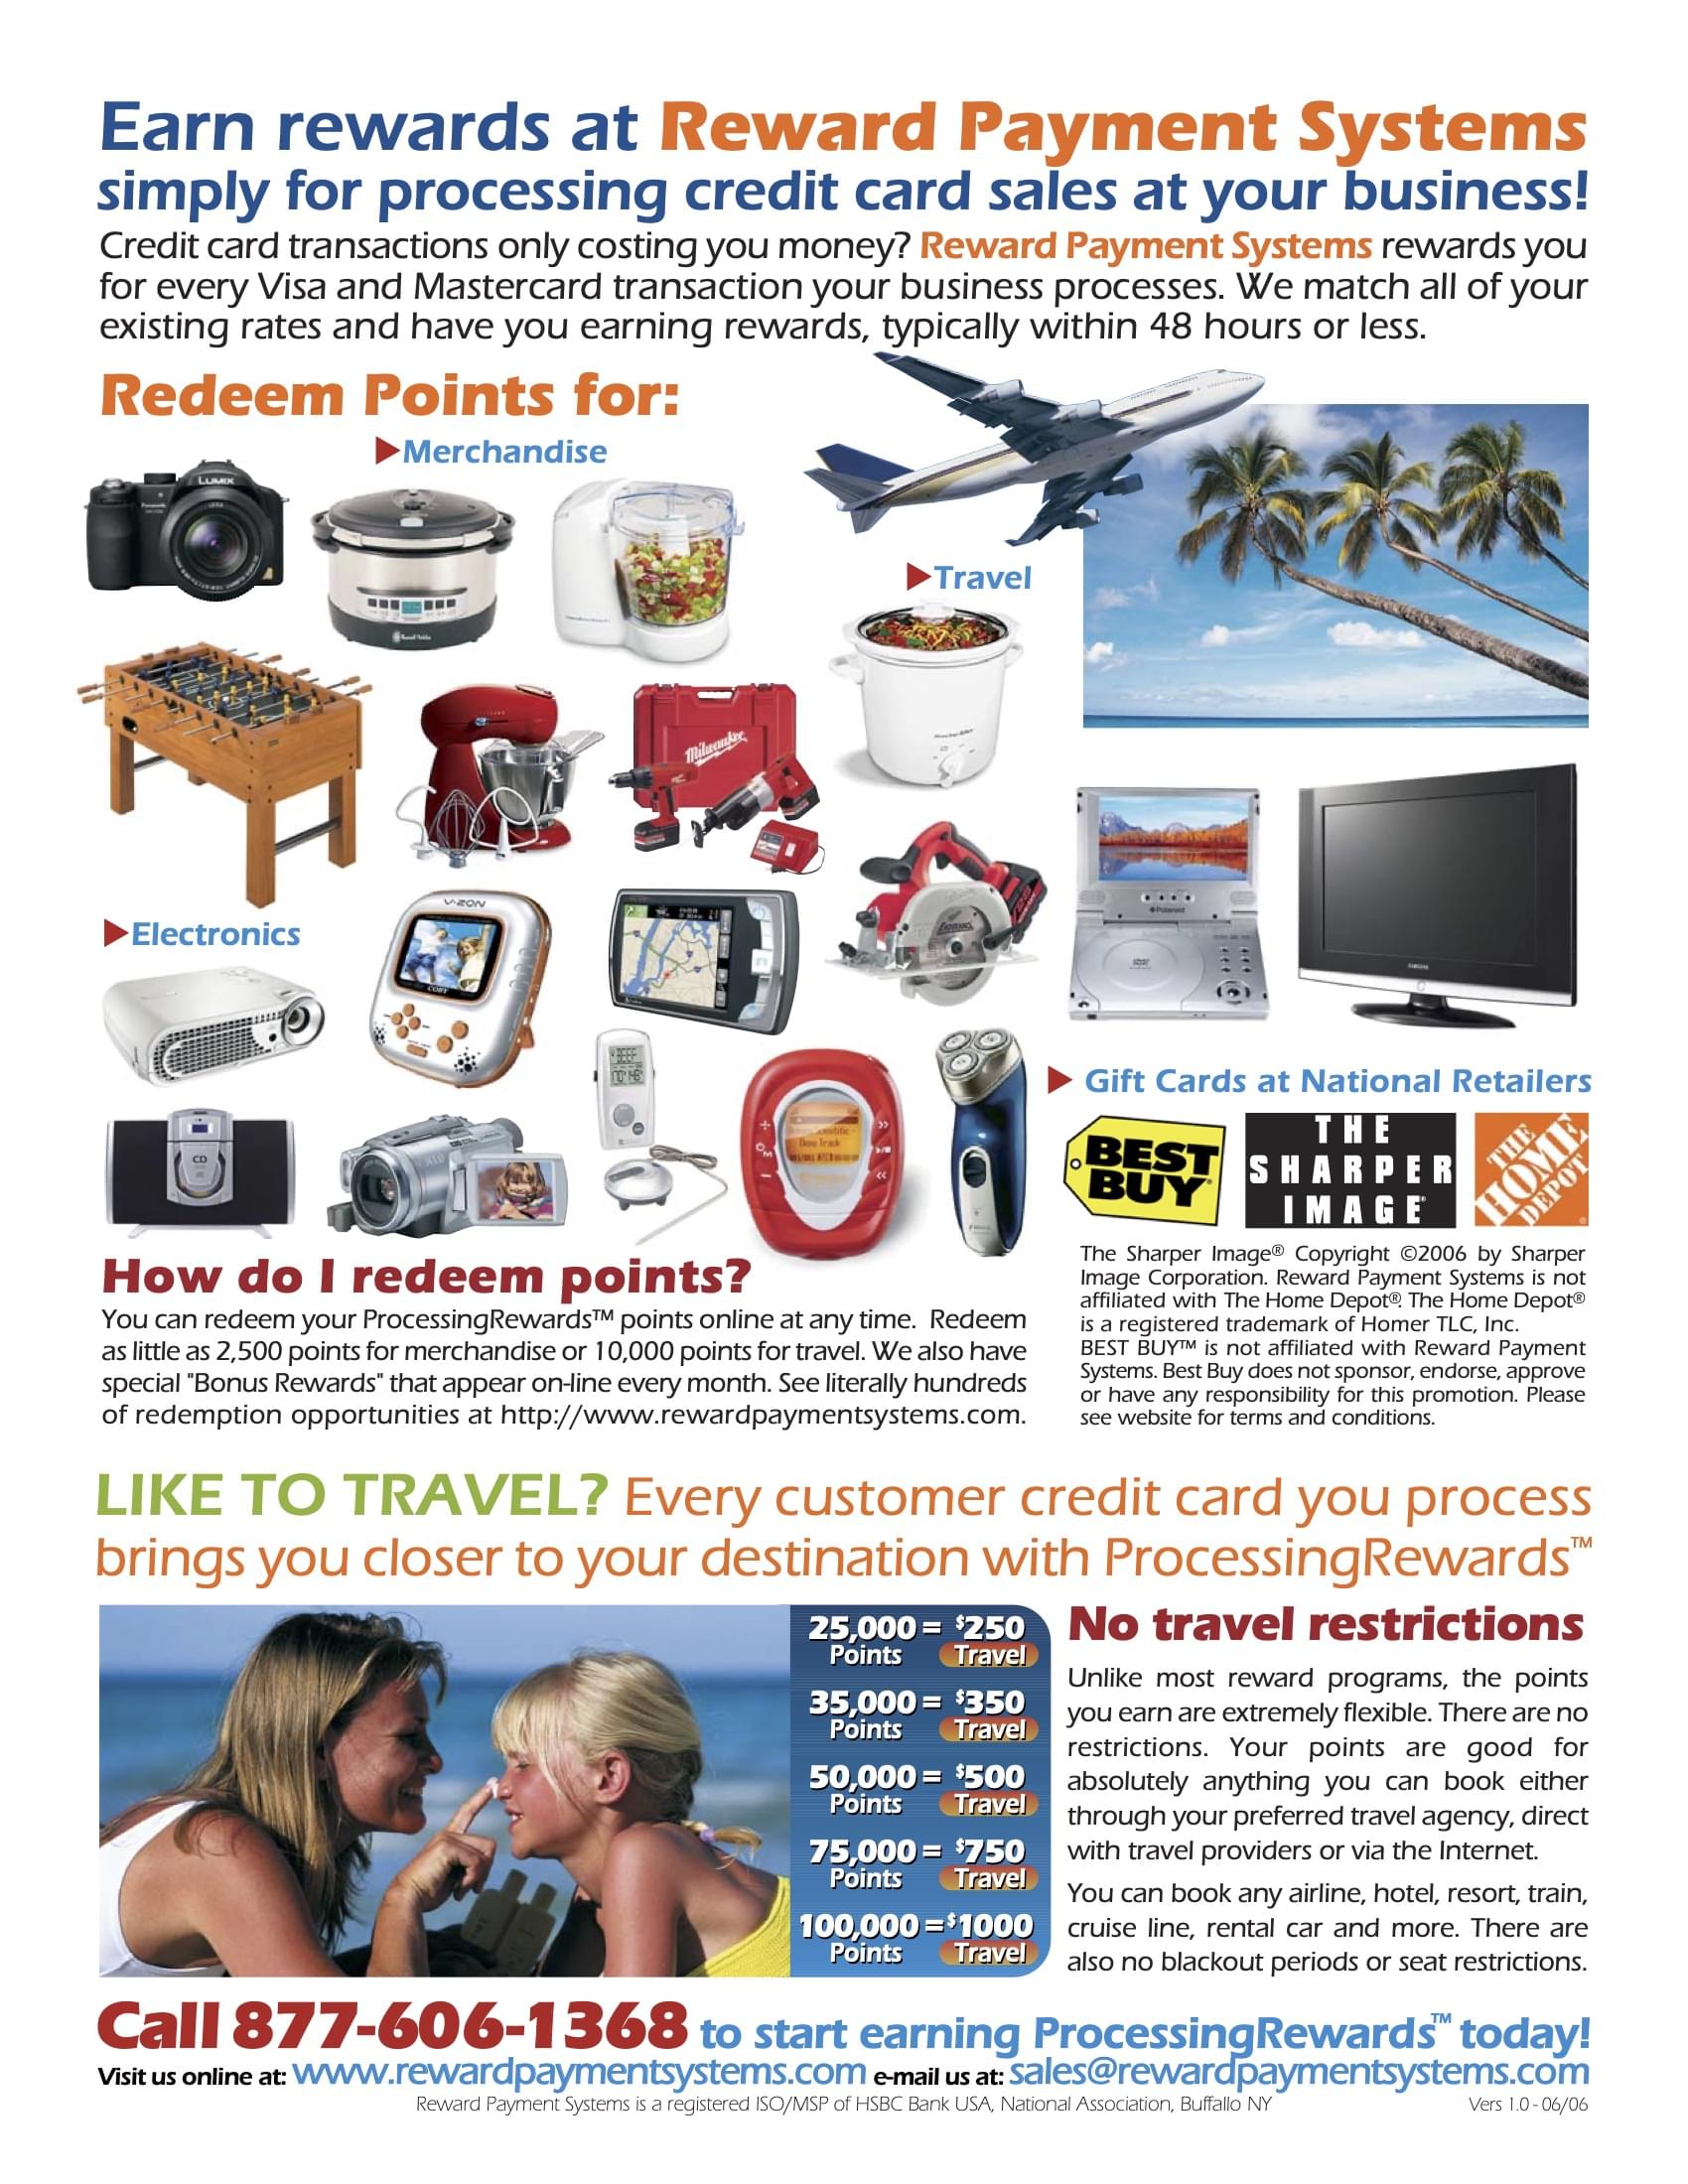 Earn rewards at Reward Payment Systems
simply for processing credit card sales at your business!
Credit card transactions only costing you money? Reward Payment Systems rewards you
for every Visa and Mastercard transaction your business processes. We match all of your
existing rates and have you earning rewards, typically within 48 hours or less.
Redeem Points for:
Merchandise
LUMIX
Panasonic
Travel
Milwaukee
Electronics
V-ZON
COBY
Polaroid
DVD
SAMSUNG
BEEF
CD
Gift Cards at National Retailers
BEST
BUY
THE
SHARPER
IMAGE®
THE
HOME
DEPOT
How do I redeem points?
You can redeem your ProcessingRewards™ points online at any time. Redeem
as little as 2,500 points for merchandise or 10,000 points for travel. We also have
special "Bonus Rewards" that appear on-line every month. See literally hundreds
of redemption opportunities at http://www.rewardpaymentsystems.com.
The Sharper Image® Copyright ©2006 by Sharper
Image Corporation. Reward Payment Systems is not
affiliated with The Home Depot®. The Home Depot®
is a registered trademark of Homer TLC, Inc.
BEST BUY™ is not affiliated with Reward Payment
Systems. Best Buy does not sponsor, endorse, approve
or have any responsibility for this promotion. Please
see website for terms and conditions.
LIKE TO TRAVEL? Every customer credit card you process
brings you closer to your destination with ProcessingRewards™
25,000 = $250
Points Travel
35,000 = $350
Points Travel
50,000 = $500
Points Travel
75,000 = $750
Points Travel
100,000 = $1000
Points Travel
No travel restrictions
Unlike most reward programs, the points
you earn are extremely flexible. There are no
restrictions. Your points are good for
absolutely anything you can book either
through your preferred travel agency, direct
with travel providers or via the Internet.
You can book any airline, hotel, resort, train,
cruise line, rental car and more. There are
also no blackout periods or seat restrictions.
Call 877-606-1368 to start earning ProcessingRewards™ today!
Visit us online at: www.rewardpaymentsystems.com e-mail us at: sales@rewardpaymentsystems.com
Reward Payment Systems is a registered ISO/MSP of HSBC Bank USA, National Association, Buffallo NY
Vers 1.0 - 06/06